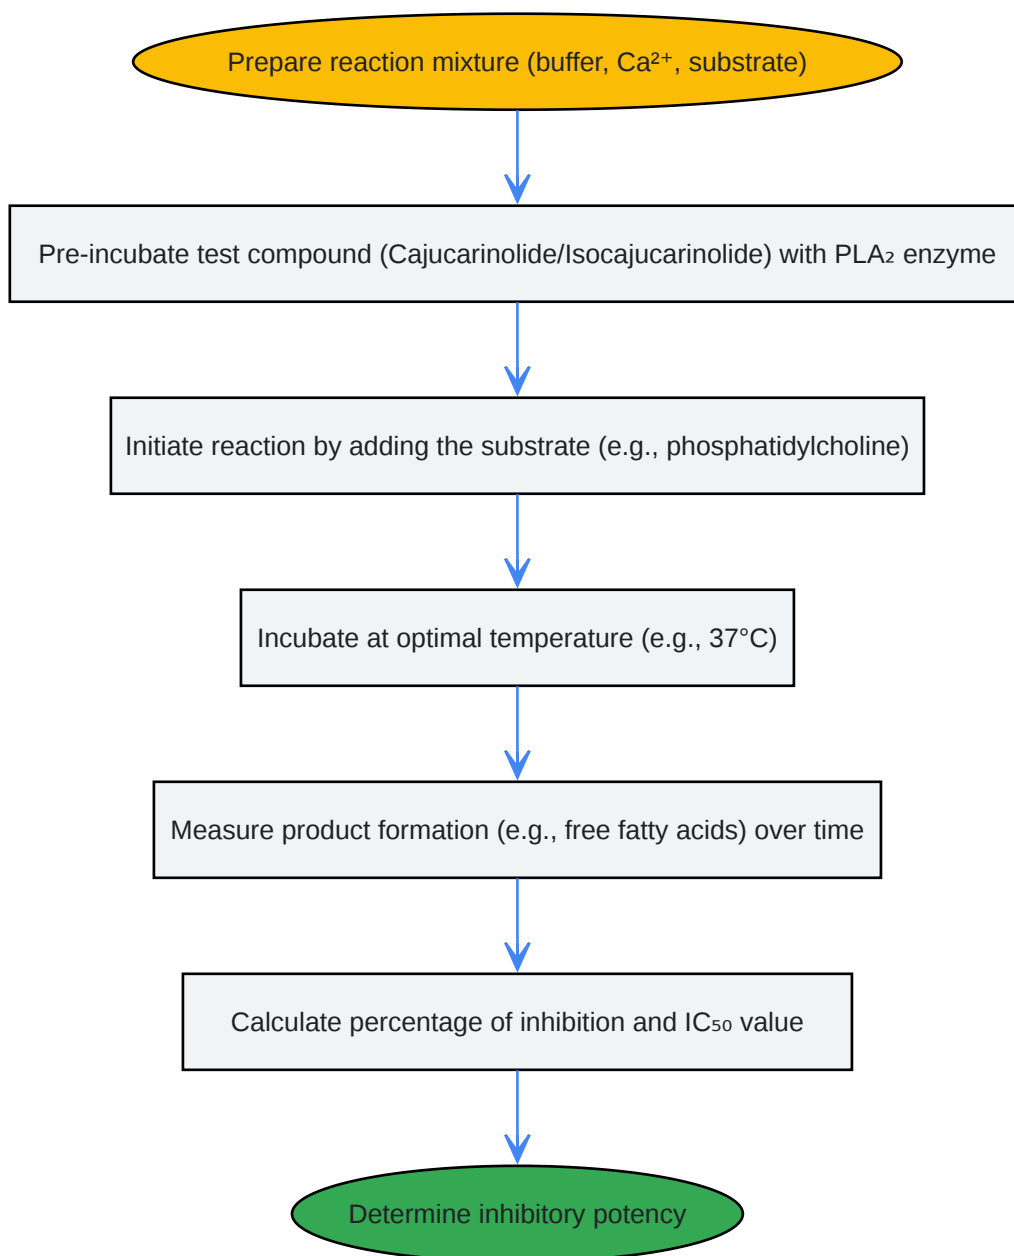 Prepare reaction mixture (buffer, Ca²⁺, substrate)
Pre-incubate test compound (Cajucarinolide/Isocajucarinolide) with PLA₂ enzyme
Initiate reaction by adding the substrate (e.g., phosphatidylcholine)
Incubate at optimal temperature (e.g., 37°C)
Measure product formation (e.g., free fatty acids) over time
Calculate percentage of inhibition and IC₅₀ value
Determine inhibitory potency